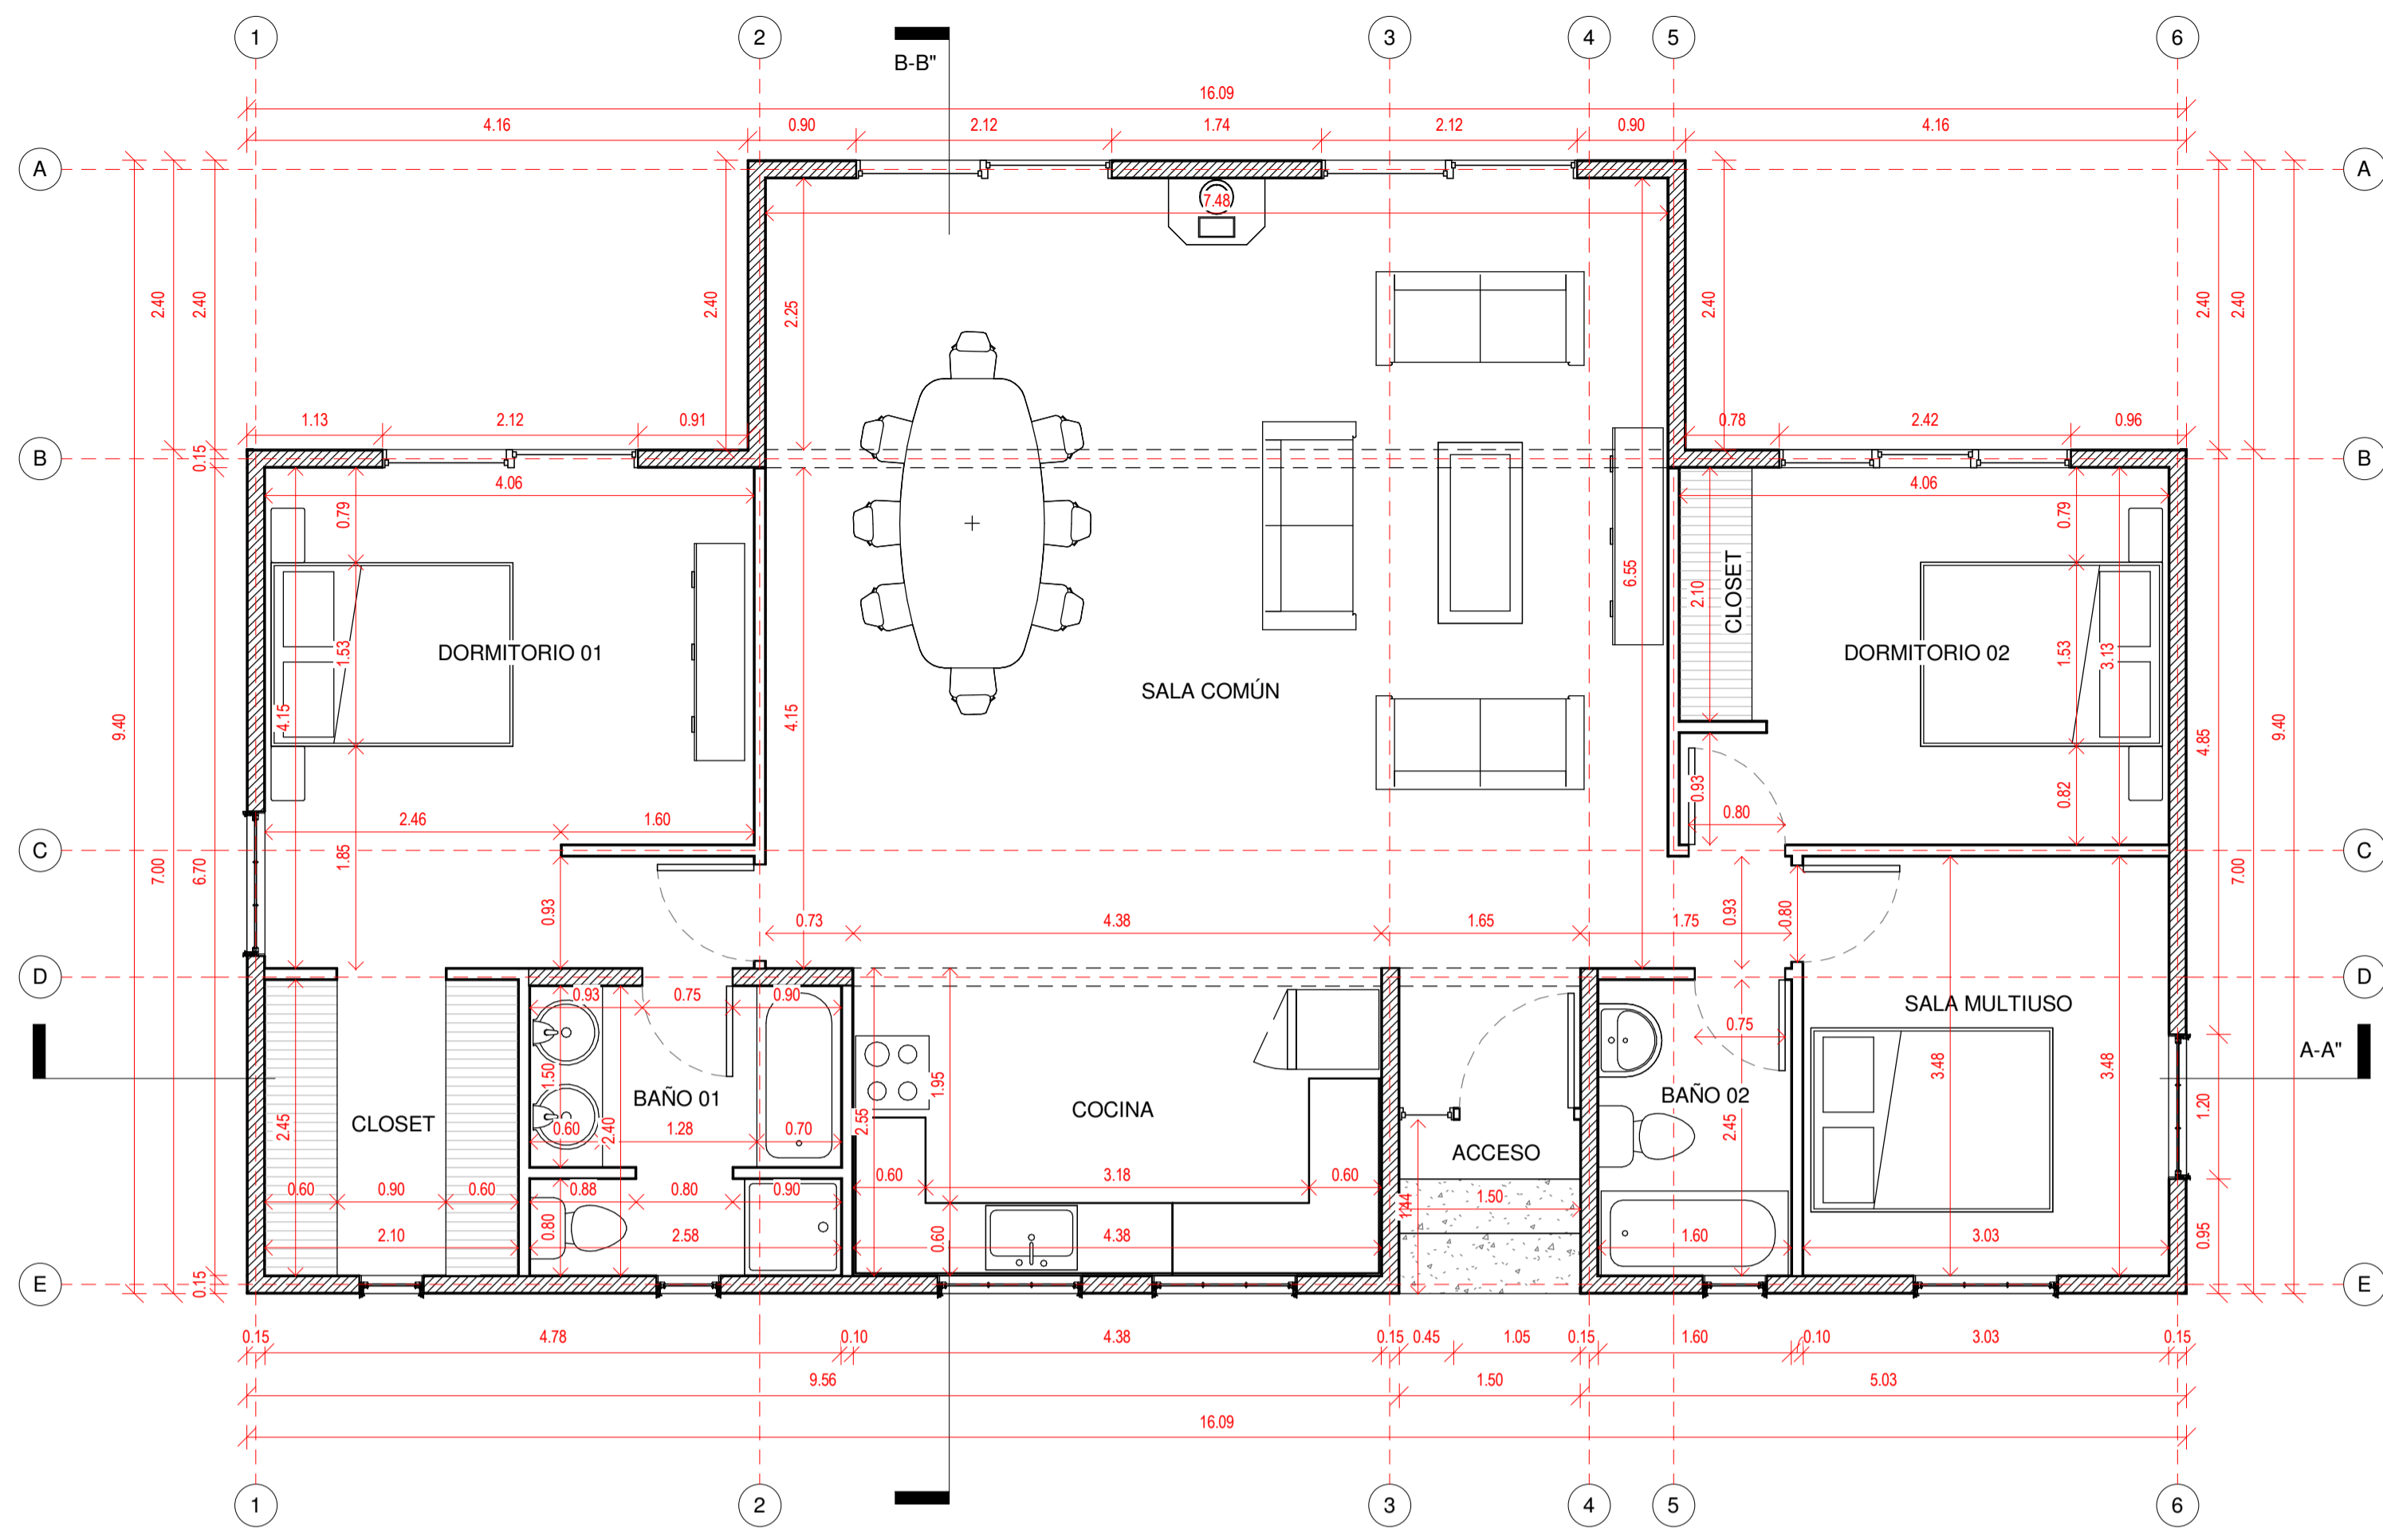 1 2 3 4 5 6
B-B"
16.09
4.16 0.90 2.12 1.74 2.12 0.90 4.16
A A
7.48
2.40 2.40 2.40 2.25 2.40 2.40 2.40
1.13 2.12 0.91 0.78 2.42 0.96
B B
0.15
4.06 4.06
0.79 0.79
CLOSET
2.10
6.55
DORMITORIO 01
1.53
DORMITORIO 02
1.53 3.13
SALA COMÚN
9.40 4.15 4.15 4.85 9.40
0.93 0.82
2.46 1.60 0.80
C C
7.00 6.70 1.85 7.00
0.93 0.73 4.38 1.65 0.93 1.75 0.80
D D
0.93 0.75 0.90
SALA MULTIUSO
0.75
A-A"
1.50 1.95 3.48 3.48
BAÑO 01
COCINA
BAÑO 02
1.20
CLOSET
2.45 0.60 2.40 1.28 0.70 2.55 2.45
ACCESO
0.60 0.90 0.60 0.88 0.80 0.90 0.60 3.18 0.60 1.44 1.50
0.80 0.60 0.95
2.10 2.58 4.38 1.60 3.03
E E
0.15
0.15 4.78 0.10 4.38 0.15 0.45 1.05 0.15 1.60 0.10 3.03 0.15
9.56 1.50 5.03
16.09
1 2 3 4 5 6